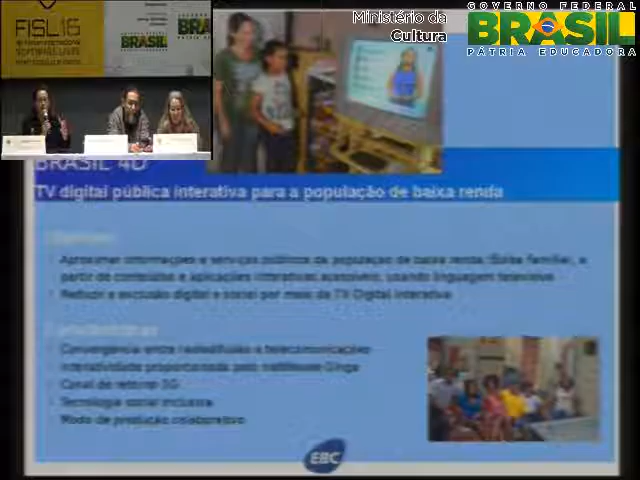 FISL16
SOFTWARE LIVRE
BRASIL
BRASIL
Ministério da
Cultura
GOVERNO FEDERAL
BRASIL
PÁTRIA EDUCADORA
BRASIL 4D
TV digital pública interativa para a população de baixa renda
Aproximar informações e serviços públicos da população de baixa renda (Bolsa Família), a
partir de conteúdos e aplicações interativas acessíveis, usando linguagem televisiva
Reduzir a exclusão digital e social por meio da TV Digital Interativa
Convergência entre radiodifusão e telecomunicações
Interatividade proporcionada pelo middleware Ginga
Canal de retorno 3G
Tecnologia social inclusiva
Modo de produção colaborativo
EBC